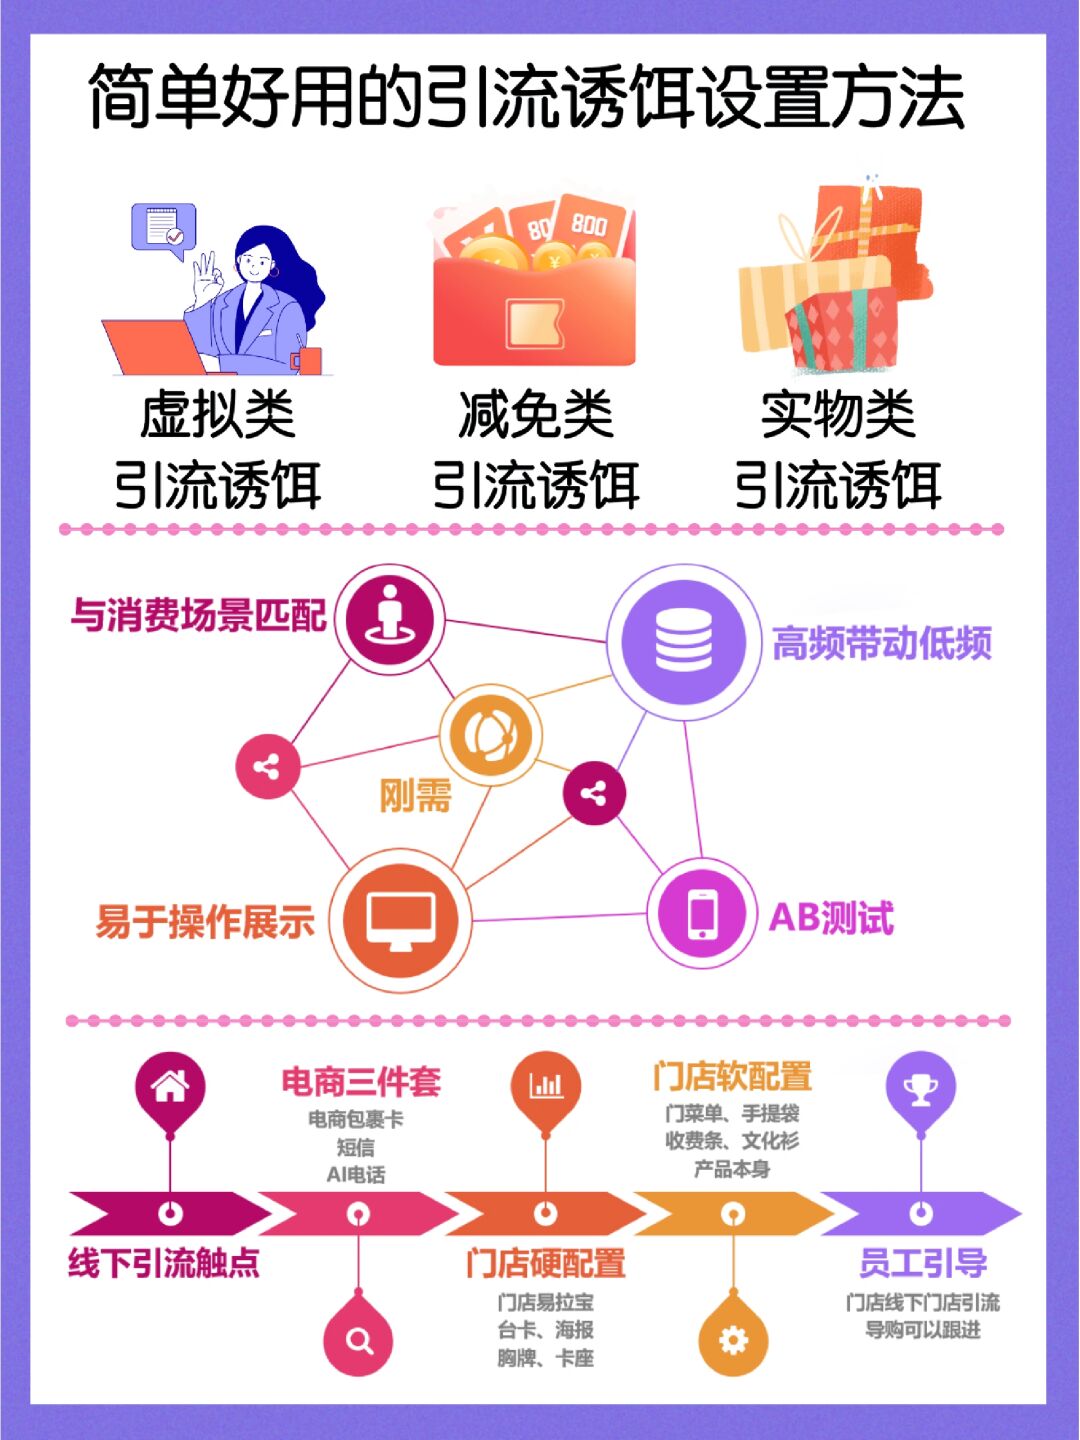 简单好用的引流诱饵设置方法
80
800
虚拟类
引流诱饵
减免类
引流诱饵
实物类
引流诱饵
与消费场景匹配
高频带动低频
刚需
易于操作展示
AB测试
电商三件套
电商包裹卡
短信
AI电话
门店软配置
门菜单、手提袋
收费条、文化衫
产品本身
线下引流触点
门店硬配置
门店易拉宝
台卡、海报
胸牌、卡座
员工引导
门店线下门店引流
导购可以跟进